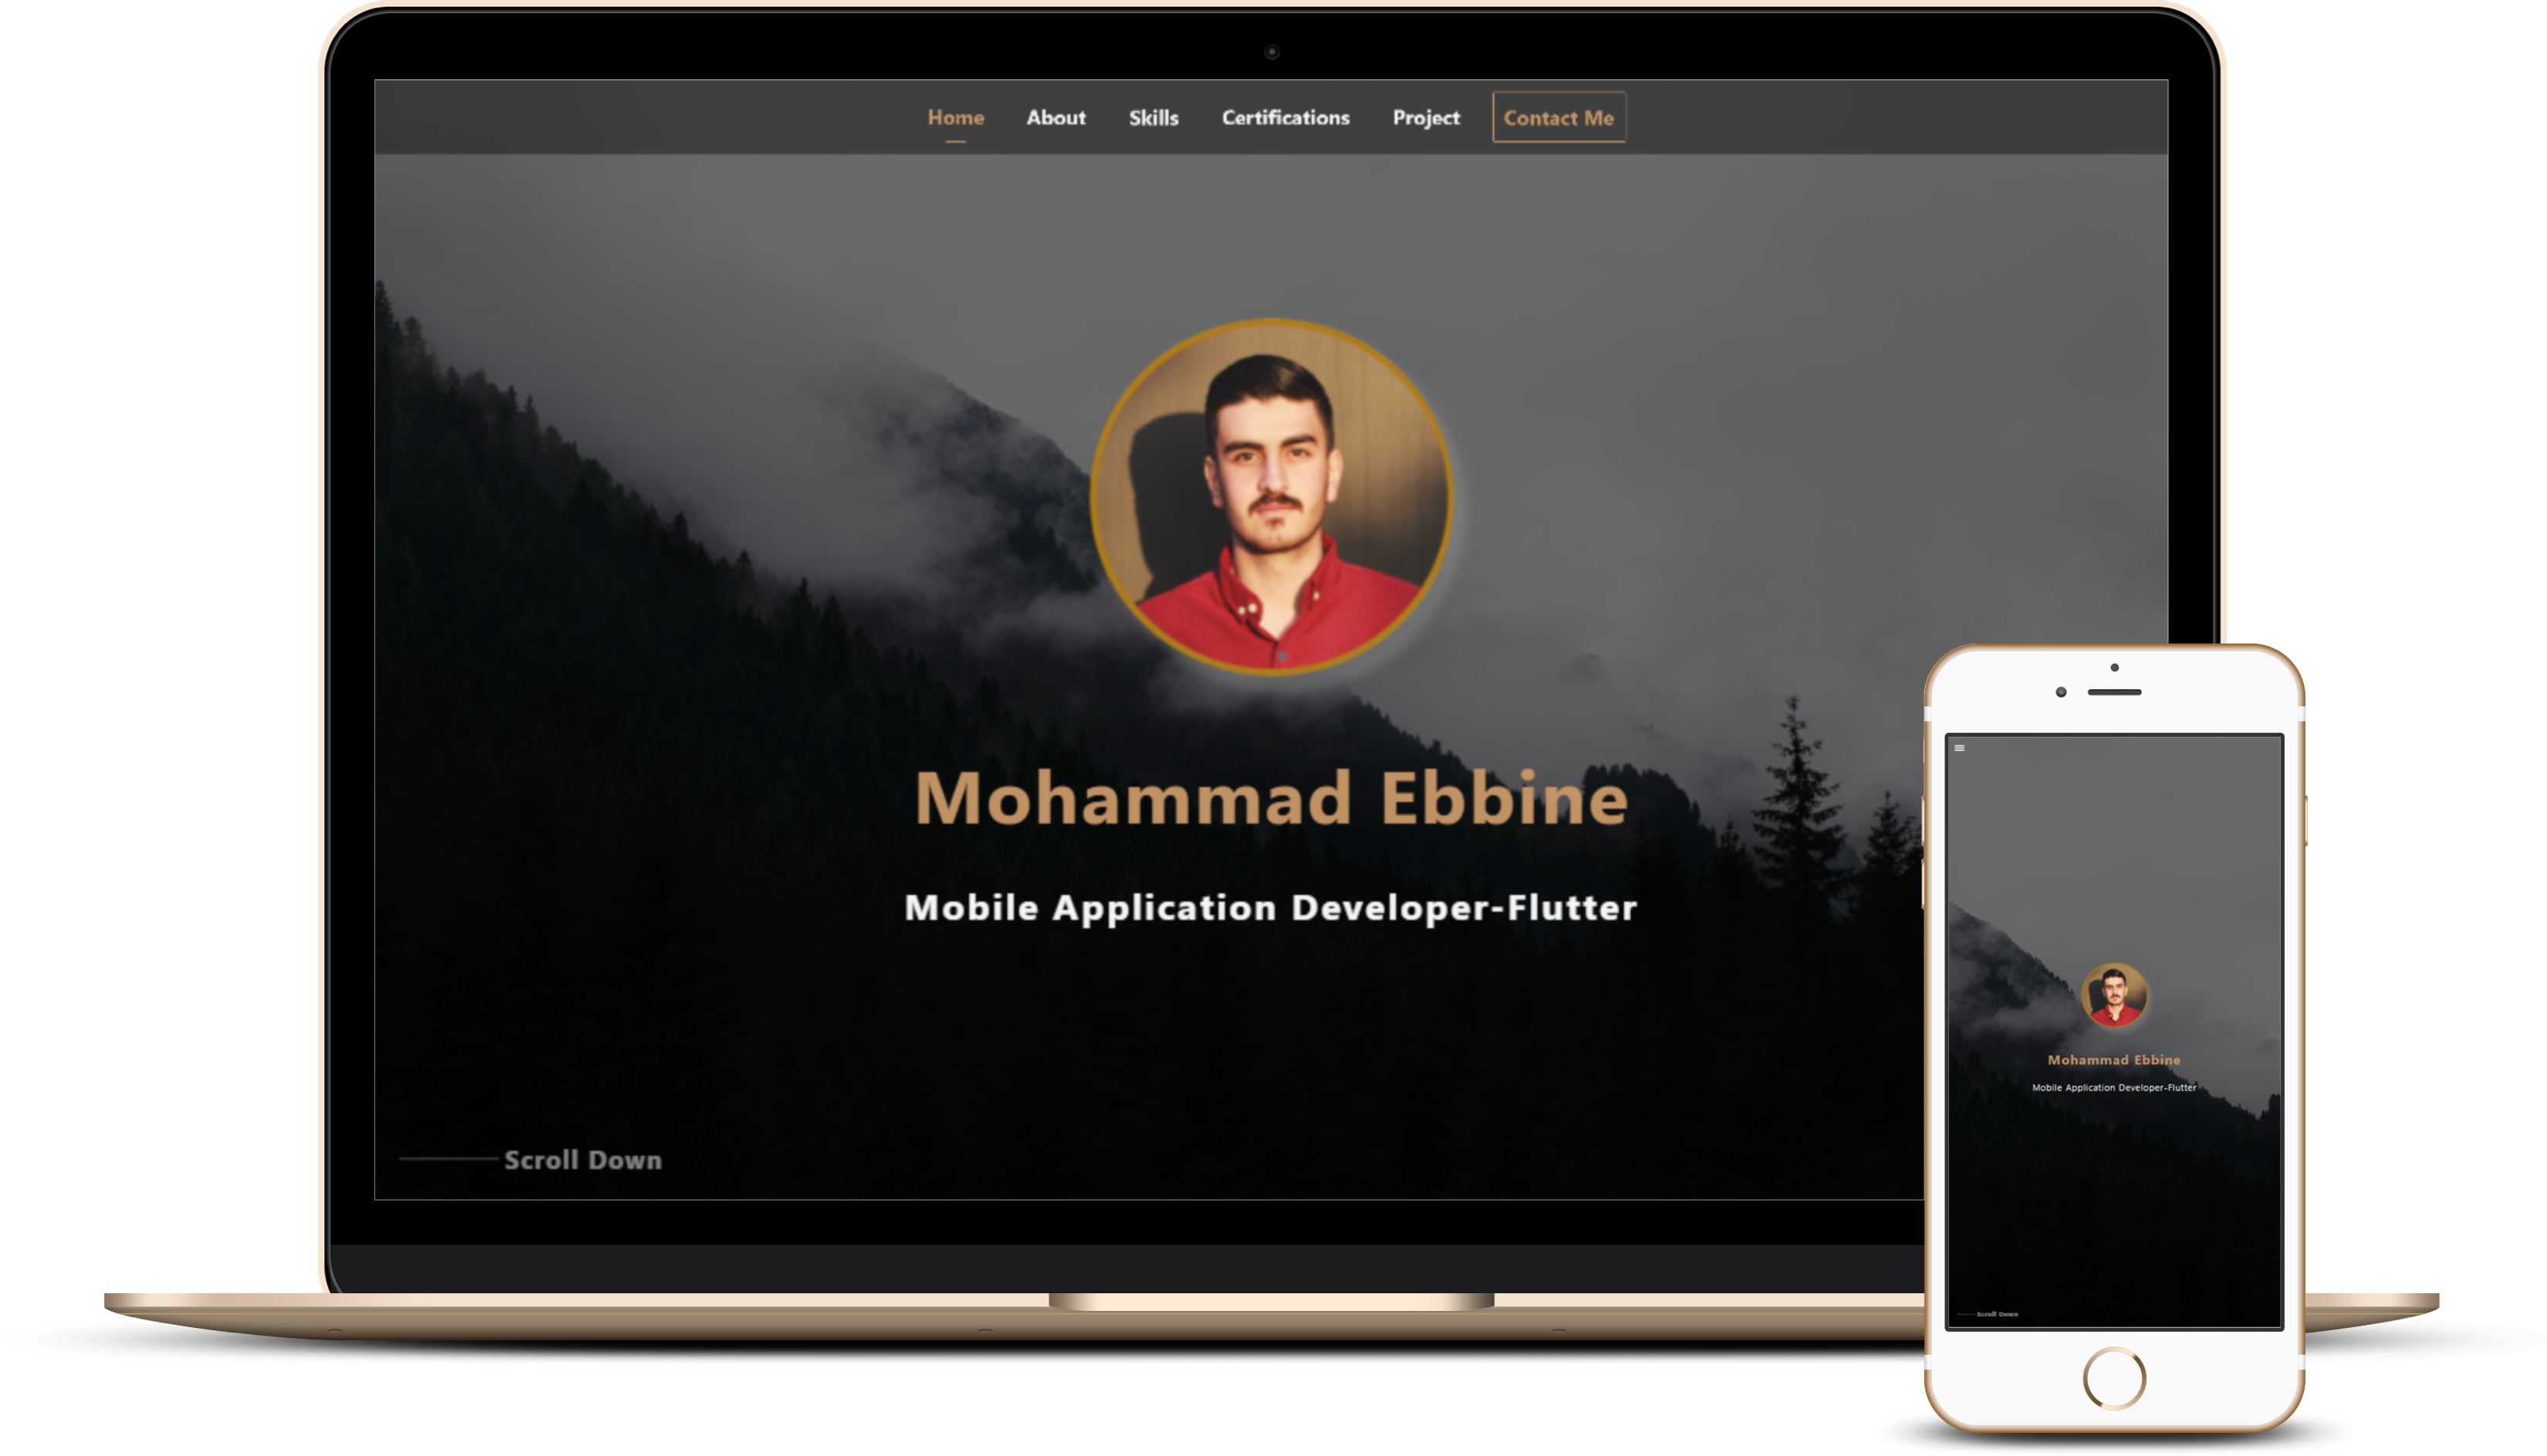 Home About Skills Certifications Project Contact Me
Mohammad Ebbine
Mobile Application Developer-Flutter
Scroll Down
Mohammad Ebbine
Mobile Application Developer-Flutter
Scroll Down